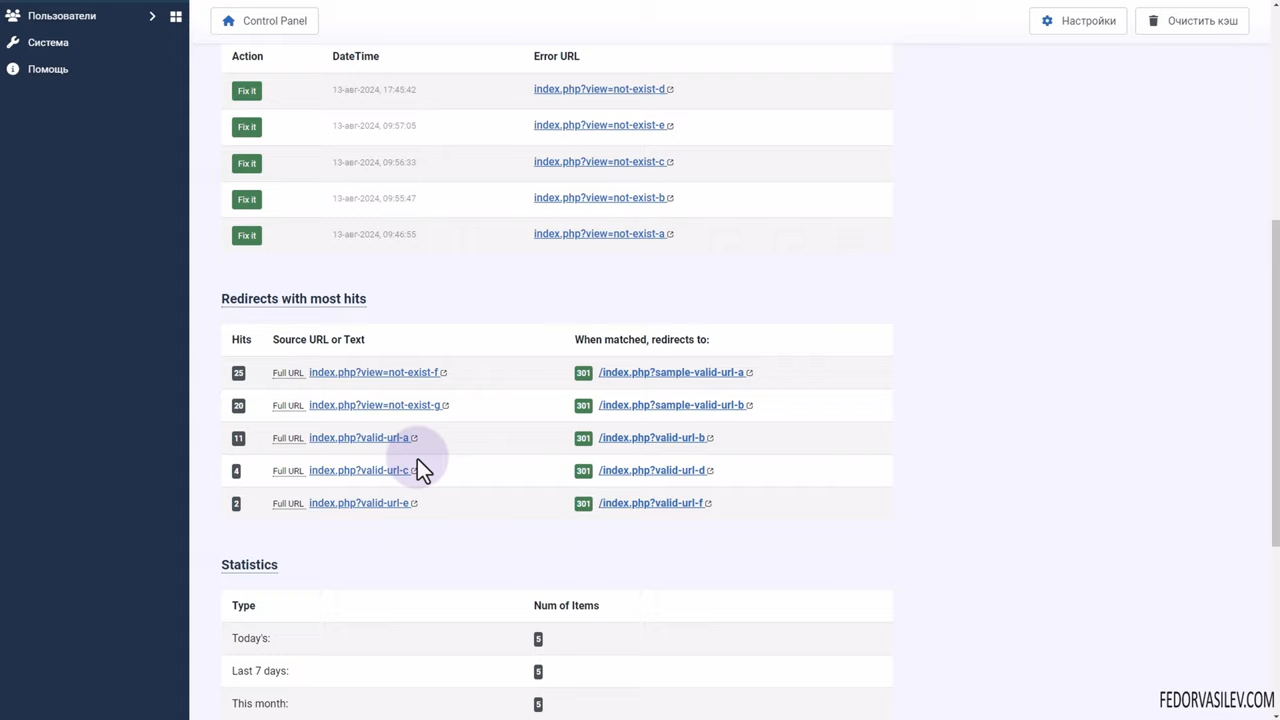 Пользователи
Система
Помощь
Control Panel
Настройки
Очистить кэш
Action DateTime Error URL
Fix it 13-авг-2024, 17:45:42 index.php?view=not-exist-d
Fix it 13-авг-2024, 09:57:05 index.php?view=not-exist-e
Fix it 13-авг-2024, 09:56:33 index.php?view=not-exist-c
Fix it 13-авг-2024, 09:55:47 index.php?view=not-exist-b
Fix it 13-авг-2024, 09:46:55 index.php?view=not-exist-a
Redirects with most hits
Hits Source URL or Text When matched, redirects to:
25 Full URL index.php?view=not-exist-f 301 /index.php?sample-valid-url-a
20 Full URL index.php?view=not-exist-g 301 /index.php?sample-valid-url-b
11 Full URL index.php?valid-url-a 301 /index.php?valid-url-b
4 Full URL index.php?valid-url-c 301 /index.php?valid-url-d
2 Full URL index.php?valid-url-e 301 /index.php?valid-url-f
Statistics
Type Num of Items
Today's: 5
Last 7 days: 5
This month: 5
FEDORVASILEV.COM